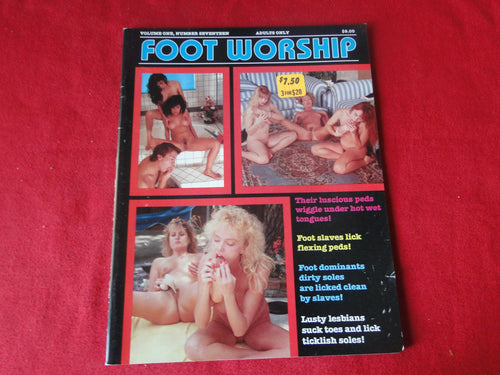 VOLUME ONE, NUMBER SEVENTEEN ADULTS ONLY $9.00
FOOT WORSHIP
$7.50
3 FOR $20
Their luscious peds
wiggle under hot wet
tongues!
Foot slaves lick
flexing peds!
Foot dominants
dirty soles
are licked clean
by slaves!
Lusty lesbians
suck toes and lick
ticklish soles!